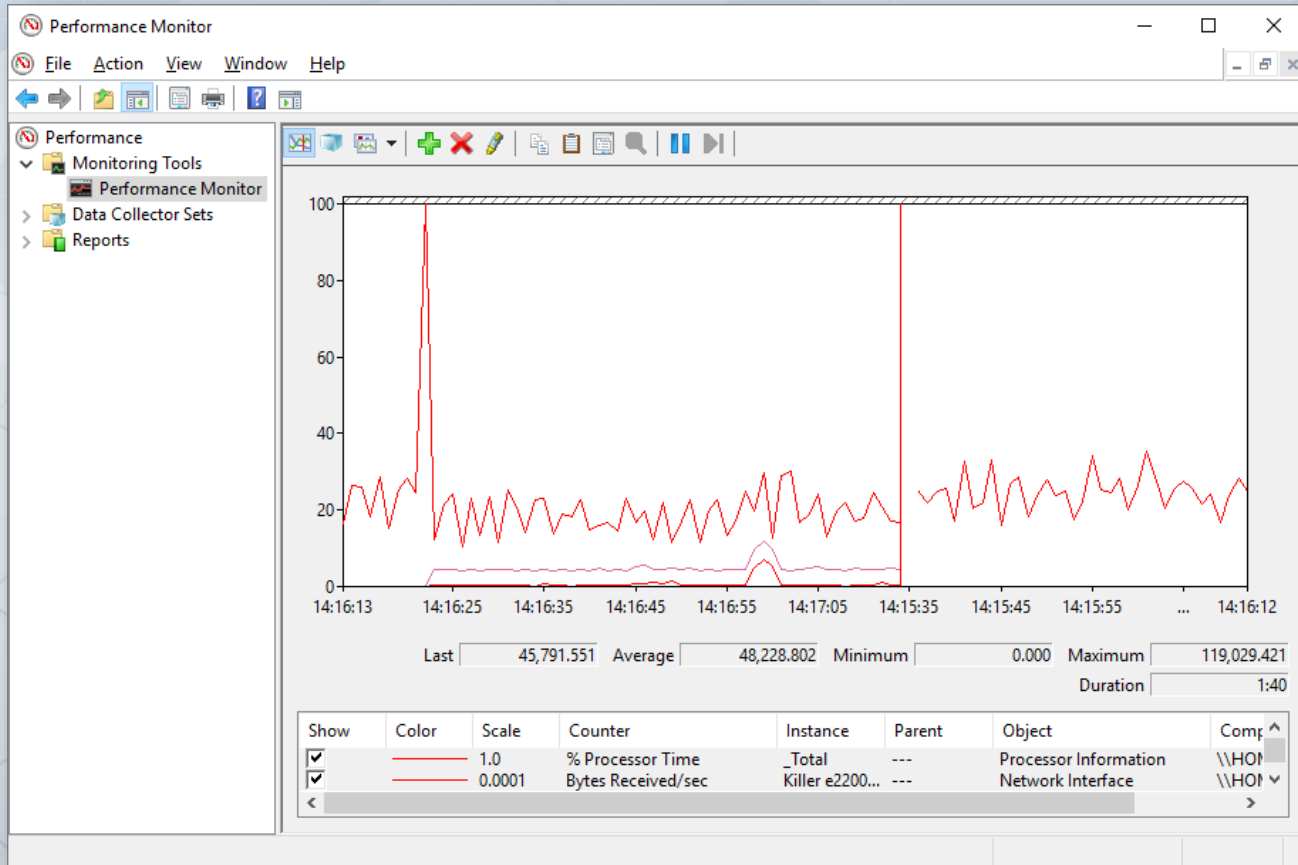 Performance Monitor
File Action View Window Help
Performance
Monitoring Tools
Performance Monitor
Data Collector Sets
Reports
100
80
60
40
20
0
14:16:13 14:16:25 14:16:35 14:16:45 14:16:55 14:17:05 14:15:35 14:15:45 14:15:55 ... 14:16:12
Last 45,791.551 Average 48,228.802 Minimum 0.000 Maximum 119,029.421
Duration 1:40
Show Color Scale Counter Instance Parent Object Comp
1.0 % Processor Time _Total --- Processor Information \\HOM
0.0001 Bytes Received/sec Killer e2200... --- Network Interface \\HOM